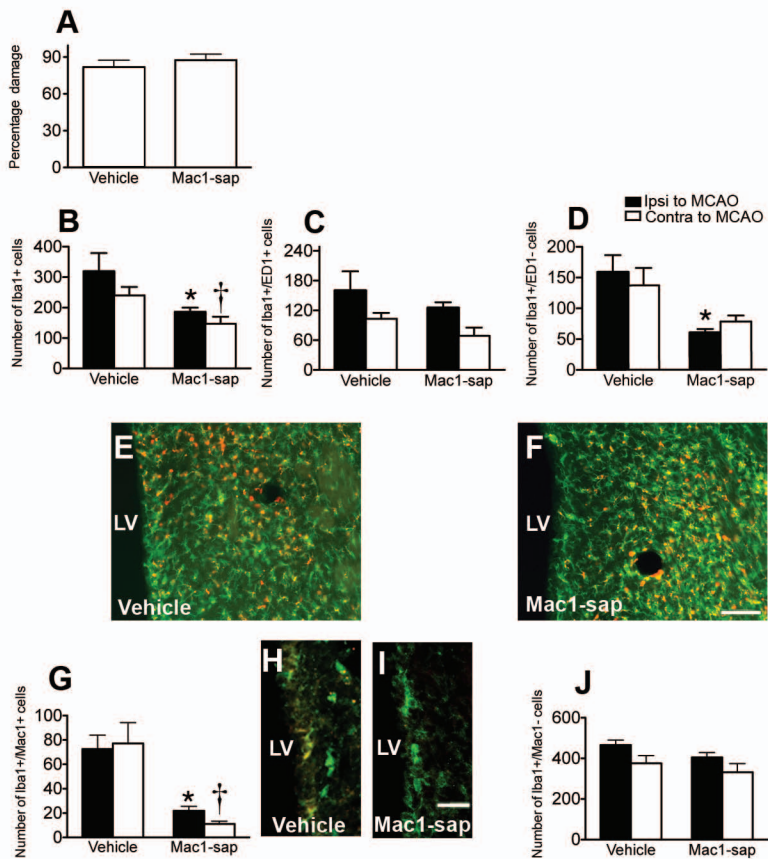 A
Percentage damage
90
60
30
0
Vehicle Mac1-sap
Ipsi to MCAO
Contra to MCAO
B
Number of Iba1+ cells
400
300
200
100
0
* †
Vehicle Mac1-sap
C
Number of Iba1+/ED1+ cells
240
180
120
60
0
Vehicle Mac1-sap
D
Number of Iba1+/ED1- cells
200
150
100
50
0
*
Vehicle Mac1-sap
E
LV
Vehicle
F
LV
Mac1-sap
G
Number of Iba1+/Mac1+ cells
100
80
60
40
20
0
* †
Vehicle Mac1-sap
H
LV
Vehicle
I
LV
Mac1-sap
J
Number of Iba1+/Mac1- cells
600
400
200
0
Vehicle Mac1-sap